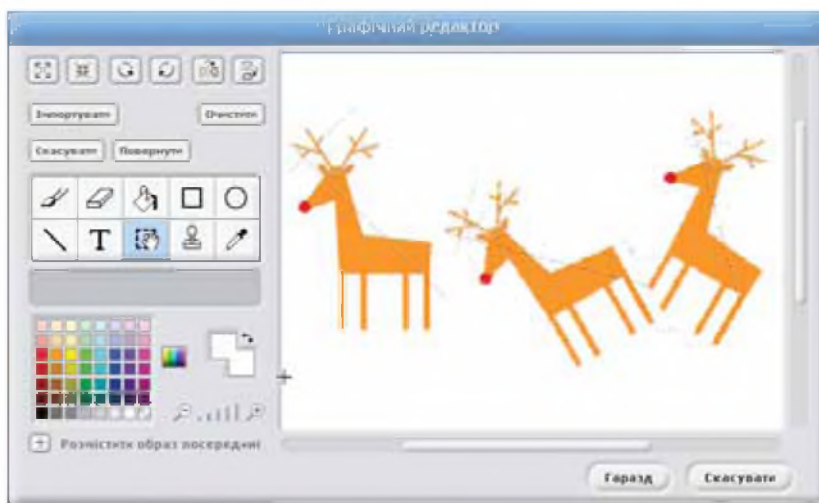 Графічний редактор
Імпортувати Очистити
Скасувати Повернути
T
Розмістити образ посередині
Гаразд Скасувати